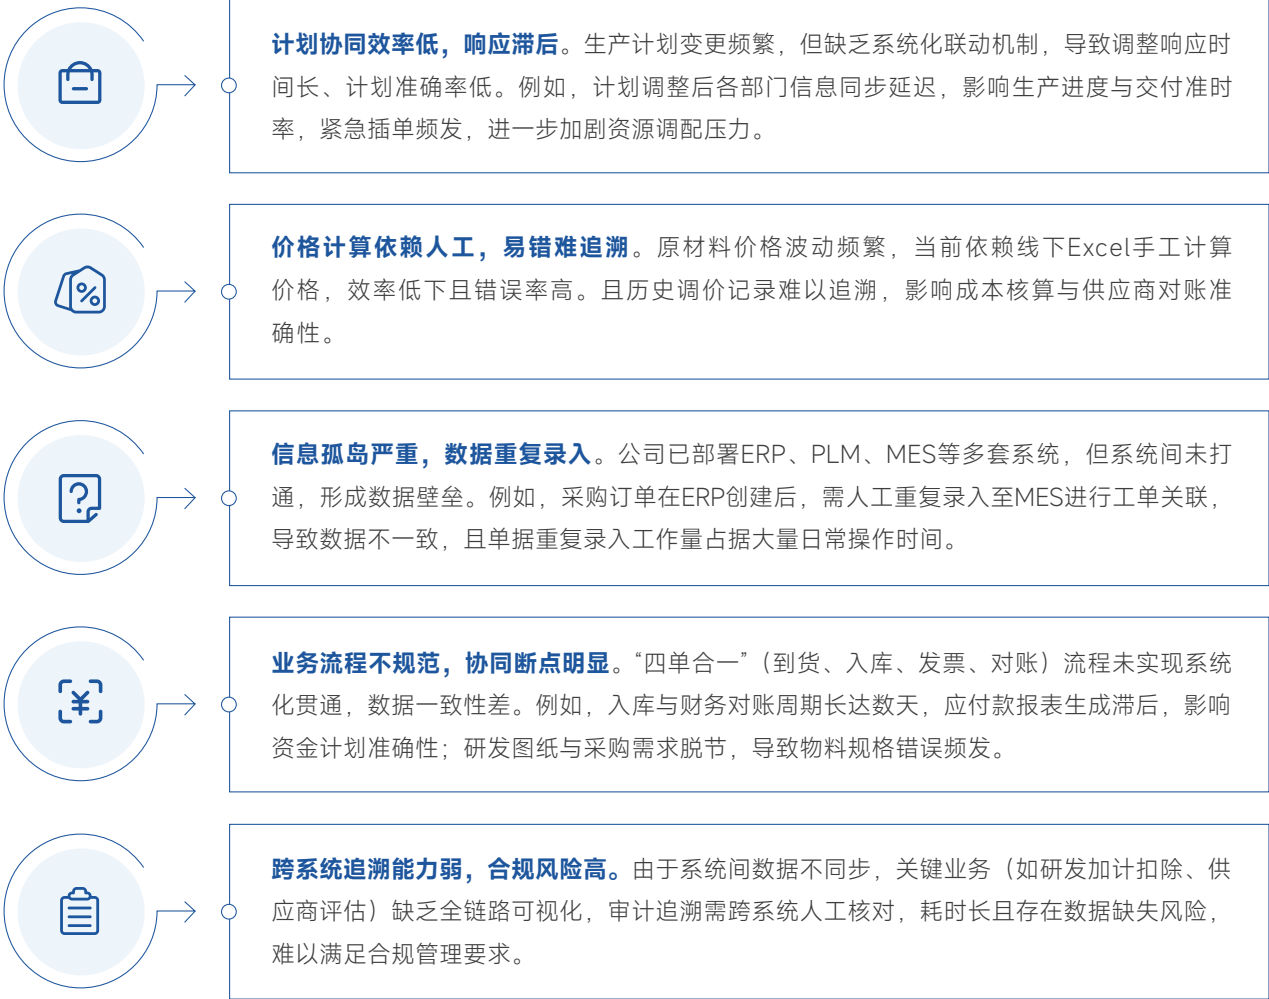 计划协同效率低，响应滞后。生产计划变更频繁，但缺乏系统化联动机制，导致调整响应时
间长、计划准确率低。例如，计划调整后各部门信息同步延迟，影响生产进度与交付准时
率，紧急插单频发，进一步加剧资源调配压力。
价格计算依赖人工，易错难追溯。原材料价格波动频繁，当前依赖线下Excel手工计算
价格，效率低下且错误率高。且历史调价记录难以追溯，影响成本核算与供应商对账准
确性。
信息孤岛严重，数据重复录入。公司已部署ERP、PLM、MES等多套系统，但系统间未打
通，形成数据壁垒。例如，采购订单在ERP创建后，需人工重复录入至MES进行工单关联，
导致数据不一致，且单据重复录入工作量占据大量日常操作时间。
业务流程不规范，协同断点明显。“四单合一”（到货、入库、发票、对账）流程未实现系统
化贯通，数据一致性差。例如，入库与财务对账周期长达数天，应付款报表生成滞后，影响
资金计划准确性；研发图纸与采购需求脱节，导致物料规格错误频发。
跨系统追溯能力弱，合规风险高。由于系统间数据不同步，关键业务（如研发加计扣除、供
应商评估）缺乏全链路可视化，审计追溯需跨系统人工核对，耗时长且存在数据缺失风险，
难以满足合规管理要求。